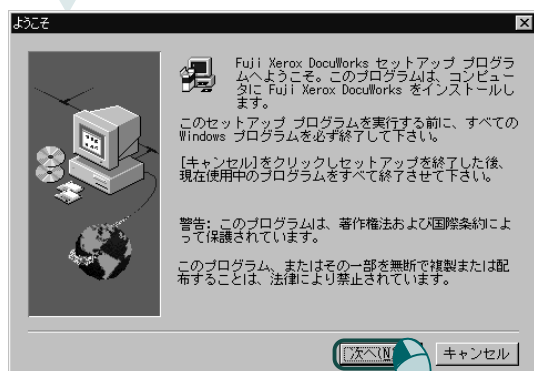 ようこそ
Fuji Xerox DocuWorks セットアップ プログラ
ムへようこそ。このプログラムは、コンピュー
タに Fuji Xerox DocuWorks をインストールし
ます。
このセットアップ プログラムを実行する前に、すべての
Windows プログラムを必ず終了して下さい。
[キャンセル]をクリックしセットアップを終了した後、
現在使用中のプログラムをすべて終了させて下さい。
警告: このプログラムは、著作権法および国際条約によ
って保護されています。
このプログラム、またはその一部を無断で複製または配
布することは、法律により禁止されています。
次へ(N
キャンセル